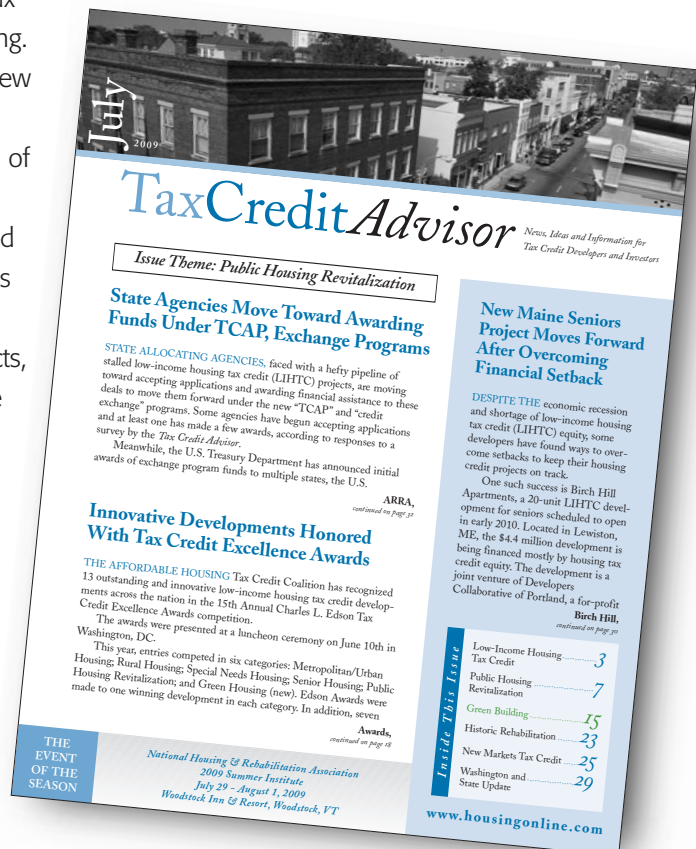 ng.
ew
of
d
s
cts,
e
July
2009
TaxCreditAdvisor
News, Ideas and Information for
Tax Credit Developers and Investors
Issue Theme: Public Housing Revitalization
State Agencies Move Toward Awarding
Funds Under TCAP, Exchange Programs
STATE ALLOCATING AGENCIES, faced with a hefty pipeline of
stalled low-income housing tax credit (LIHTC) projects, are moving
toward accepting applications and awarding financial assistance to these
deals to move them forward under the new “TCAP” and “credit
exchange” programs. Some agencies have begun accepting applications
and at least one has made a few awards, according to responses to a
survey by the Tax Credit Advisor.
Meanwhile, the U.S. Treasury Department has announced initial
awards of exchange program funds to multiple states, the U.S.
ARRA,
continued on page 32
Innovative Developments Honored
With Tax Credit Excellence Awards
THE AFFORDABLE HOUSING Tax Credit Coalition has recognized
13 outstanding and innovative low-income housing tax credit develop-
ments across the nation in the 15th Annual Charles L. Edson Tax
Credit Excellence Awards competition.
The awards were presented at a luncheon ceremony on June 10th in
Washington, DC.
This year, entries competed in six categories: Metropolitan/Urban
Housing; Rural Housing; Special Needs Housing; Senior Housing; Public
Housing Revitalization; and Green Housing (new). Edson Awards were
made to one winning development in each category. In addition, seven
Awards,
continued on page 18
New Maine Seniors
Project Moves Forward
After Overcoming
Financial Setback
DESPITE THE economic recession
and shortage of low-income housing
tax credit (LIHTC) equity, some
developers have found ways to over-
come setbacks to keep their housing
credit projects on track.
One such success is Birch Hill
Apartments, a 20-unit LIHTC devel-
opment for seniors scheduled to open
in early 2010. Located in Lewiston,
ME, the $4.4 million development is
being financed mostly by housing tax
credit equity. The development is a
joint venture of Developers
Collaborative of Portland, a for-profit
Birch Hill,
continued on page 30
Inside This Issue
Low-Income Housing
Tax Credit 3
Public Housing
Revitalization 7
Green Building 15
Historic Rehabilitation 23
New Markets Tax Credit 25
Washington and
State Update 29
THE
EVENT
OF THE
SEASON
National Housing & Rehabilitation Association
2009 Summer Institute
July 29 - August 1, 2009
Woodstock Inn & Resort, Woodstock, VT
www.housingonline.com